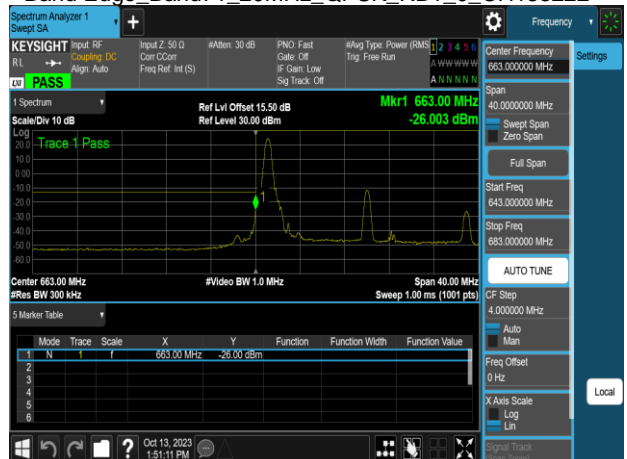 Spectrum Analyzer 1
Swept SA
Frequency
KEYSIGHT
RL
Input: RF
Coupling: DC
Align: Auto
Input Z: 50 Ω
Corr CCorr
Freq Ref: Int (S)
#Atten: 30 dB
PNO: Fast
Gate: Off
IF Gain: Low
Sig Track: Off
#Avg Type: Power (RMS
Trig: Free Run
1 2 3 4 5 6
A W W W W W
A N N N N N
LXI PASS
1 Spectrum
Scale/Div 10 dB
Ref Lvl Offset 15.50 dB
Ref Level 30.00 dBm
Mkr1 663.00 MHz
-26.003 dBm
Log
Trace 1 Pass
20.0
10.0
0.00
-10.0
-20.0
-30.0
-40.0
-50.0
-60.0
1
Center 663.00 MHz
#Video BW 1.0 MHz
Span 40.00 MHz
#Res BW 300 kHz
Sweep 1.00 ms (1001 pts)
5 Marker Table
Mode Trace Scale X Y Function Function Width Function Value
1 N 1 f 663.00 MHz -26.00 dBm
2
3
4
5
6
Oct 13, 2023
1:51:11 PM
Center Frequency
663.000000 MHz
Settings
Span
40.0000000 MHz
Swept Span
Zero Span
Full Span
Start Freq
643.000000 MHz
Stop Freq
683.000000 MHz
AUTO TUNE
CF Step
4.000000 MHz
Auto
Man
Freq Offset
0 Hz
X Axis Scale
Log
Lin
Local
Signal Track